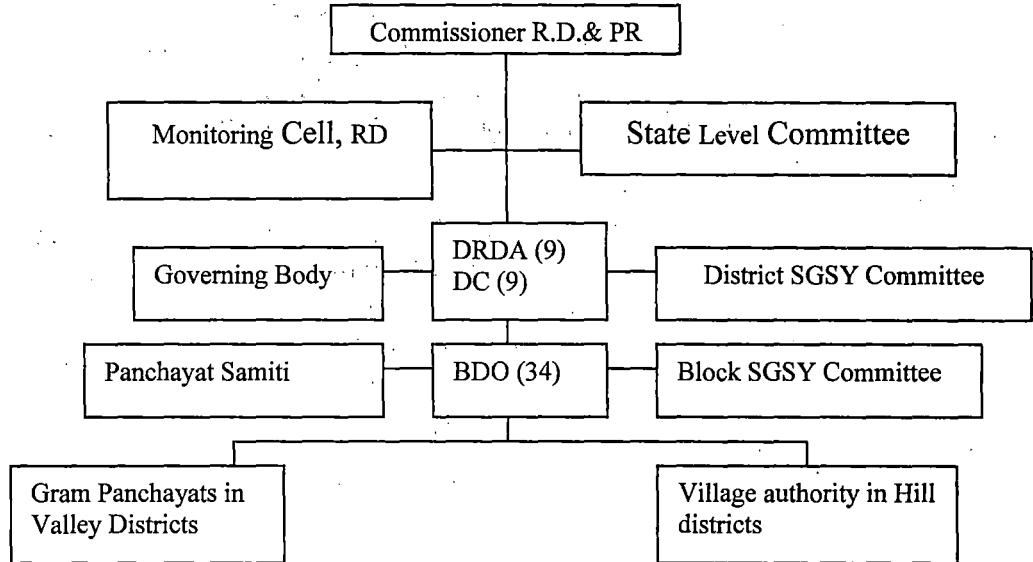 Commissioner R.D.& PR
Monitoring Cell, RD
State Level Committee
DRDA (9)
DC (9)
Governing Body
District SGSY Committee
Panchayat Samiti
BDO (34)
Block SGSY Committee
Gram Panchayats in
Valley Districts
Village authority in Hill
districts